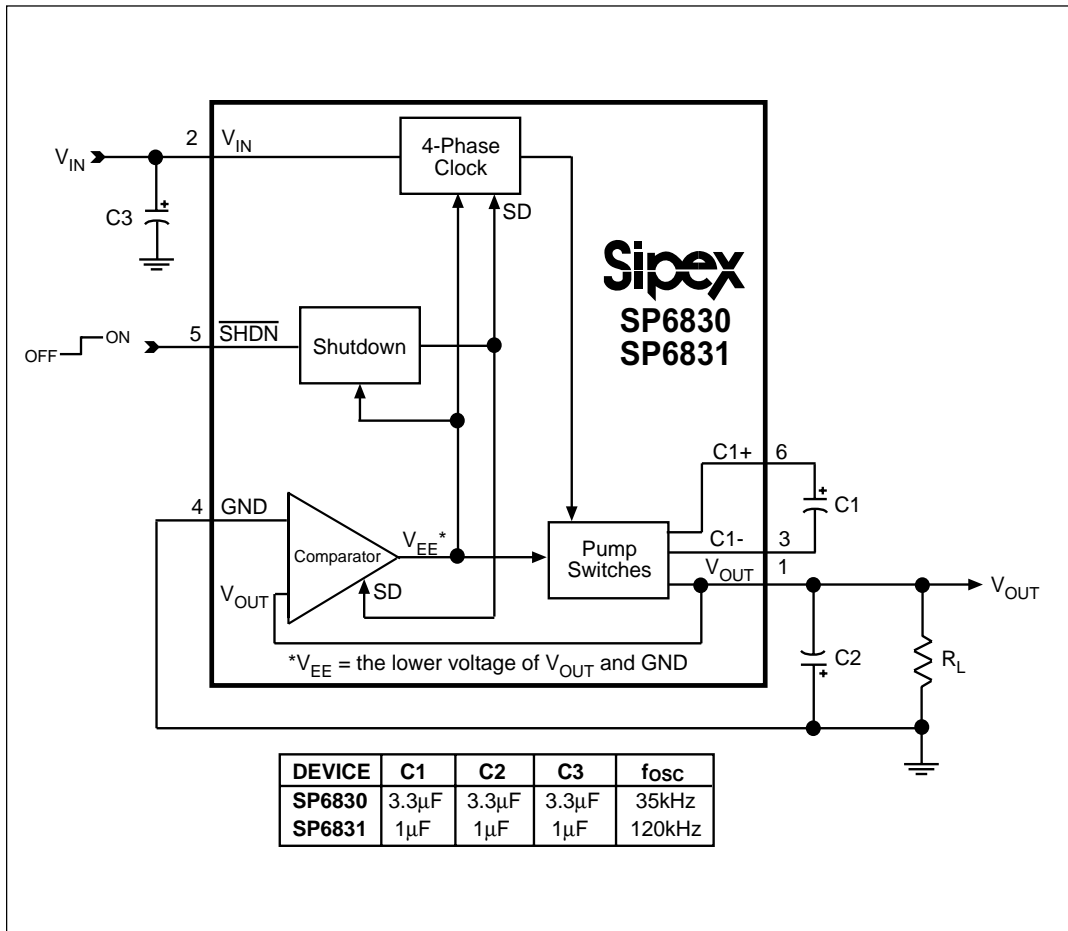 2 V_IN
V_IN
4-Phase
Clock
C3 +
SD
Sipex
SP6830
SP6831
OFF ON
5 SHDN
Shutdown
C1+ 6
+
C1
4 GND
Comparator
V_EE*
SD
V_OUT
Pump
Switches
C1- 3
V_OUT 1
V_OUT
*V_EE = the lower voltage of V_OUT and GND
C2
+
R_L
DEVICE C1 C2 C3 fosc
SP6830 3.3µF 3.3µF 3.3µF 35kHz
SP6831 1µF 1µF 1µF 120kHz